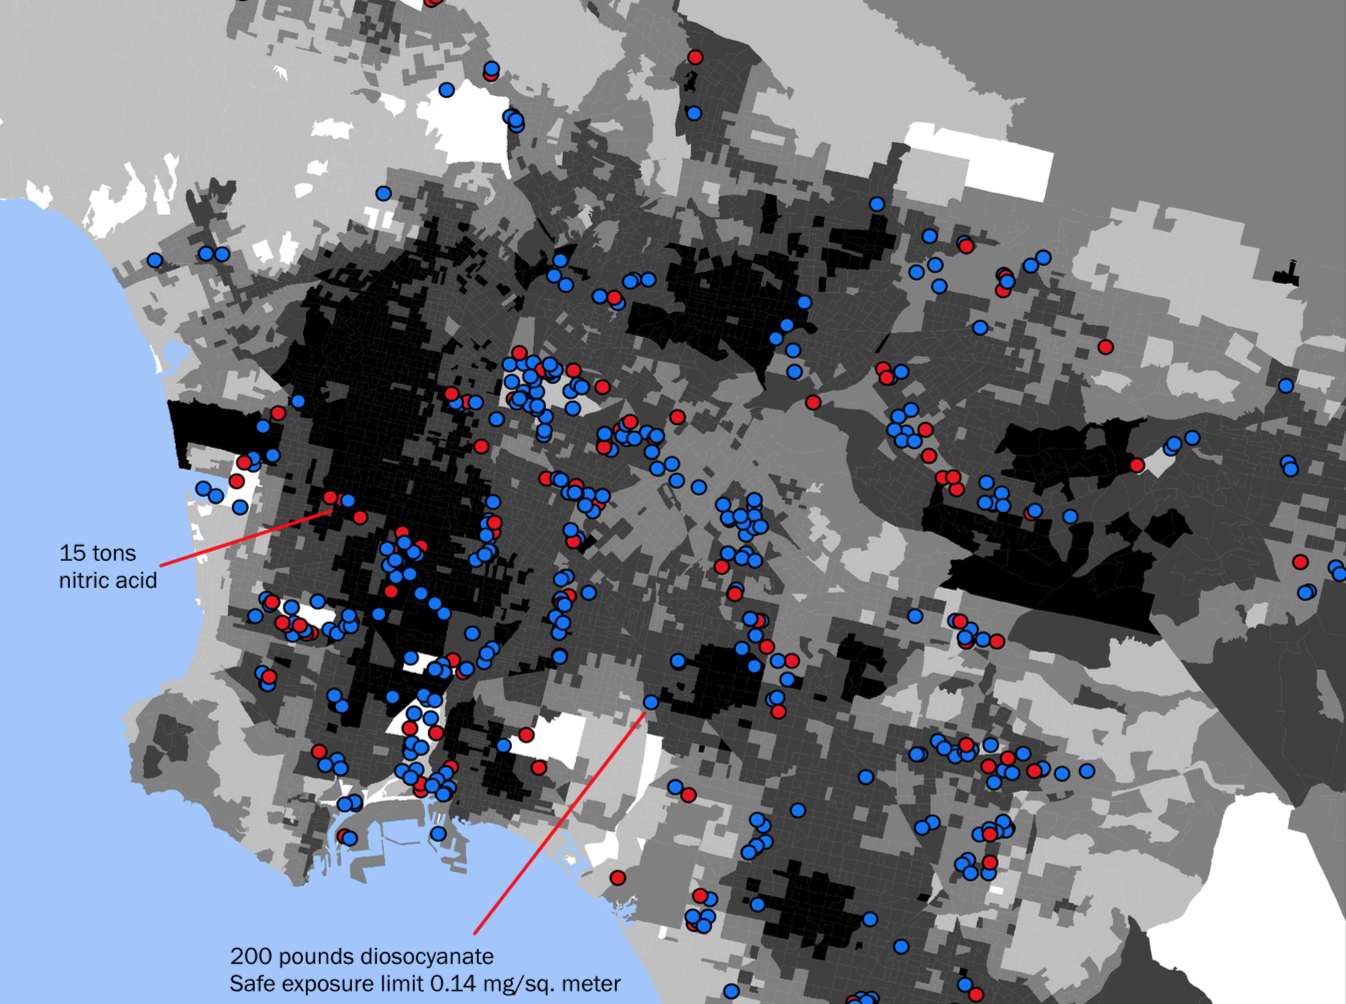 15 tons
nitric acid
200 pounds diosocyanate
Safe exposure limit 0.14 mg/sq. meter